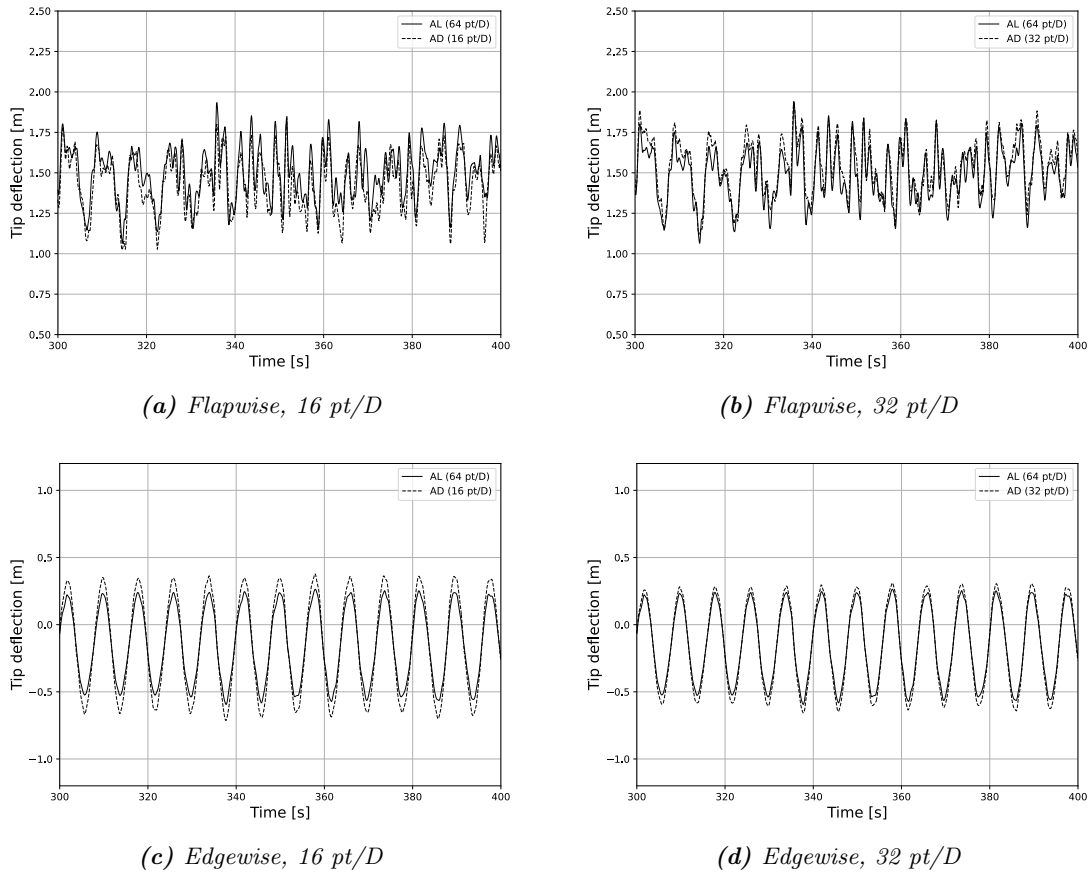 2.50
2.25
2.00
1.75
1.50
1.25
1.00
0.75
0.50
Tip deflection [m]
300 320 340 360 380 400
Time [s]
AL (64 pt/D)
AD (16 pt/D)
(a) Flapwise, 16 pt/D
2.50
2.25
2.00
1.75
1.50
1.25
1.00
0.75
0.50
Tip deflection [m]
300 320 340 360 380 400
Time [s]
AL (64 pt/D)
AD (32 pt/D)
(b) Flapwise, 32 pt/D
1.0
0.5
0.0
−0.5
−1.0
Tip deflection [m]
300 320 340 360 380 400
Time [s]
AL (64 pt/D)
AD (16 pt/D)
(c) Edgewise, 16 pt/D
1.0
0.5
0.0
−0.5
−1.0
Tip deflection [m]
300 320 340 360 380 400
Time [s]
AL (64 pt/D)
AD (32 pt/D)
(d) Edgewise, 32 pt/D